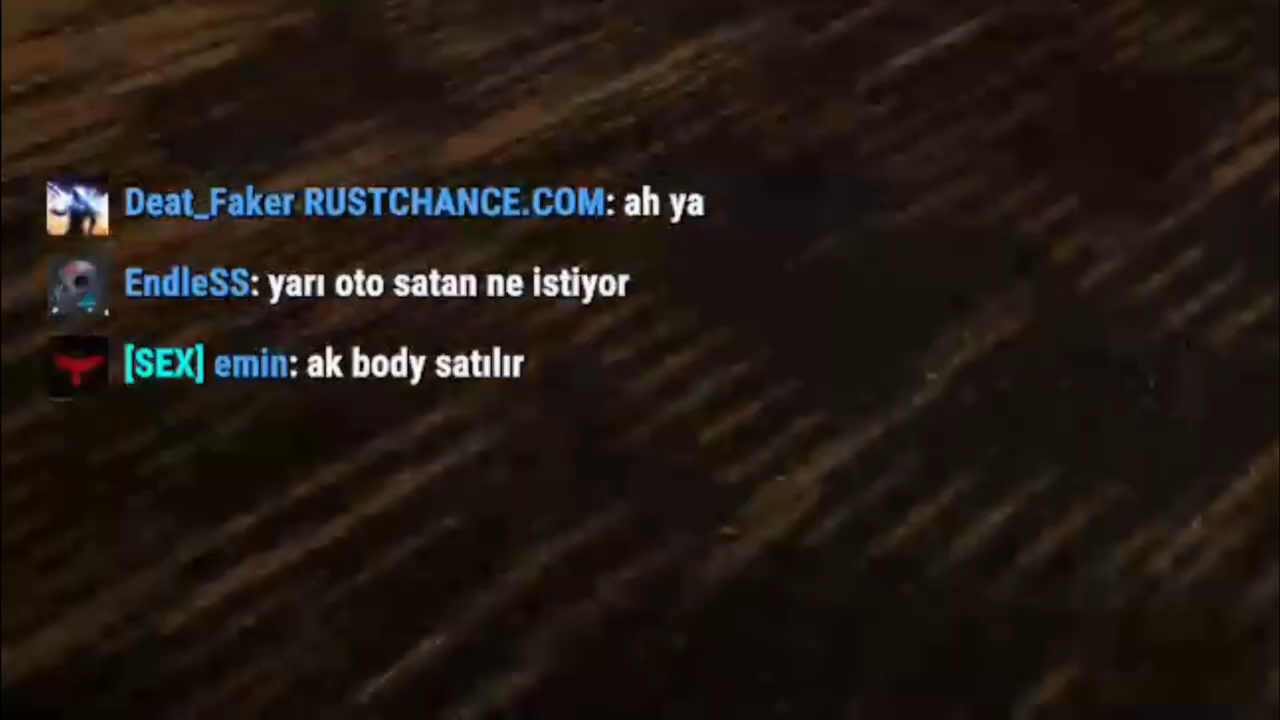 Deat_Faker RUSTCHANCE.COM: ah ya
EndleSS: yarı oto satan ne istiyor
[SEX] emin: ak body satılır